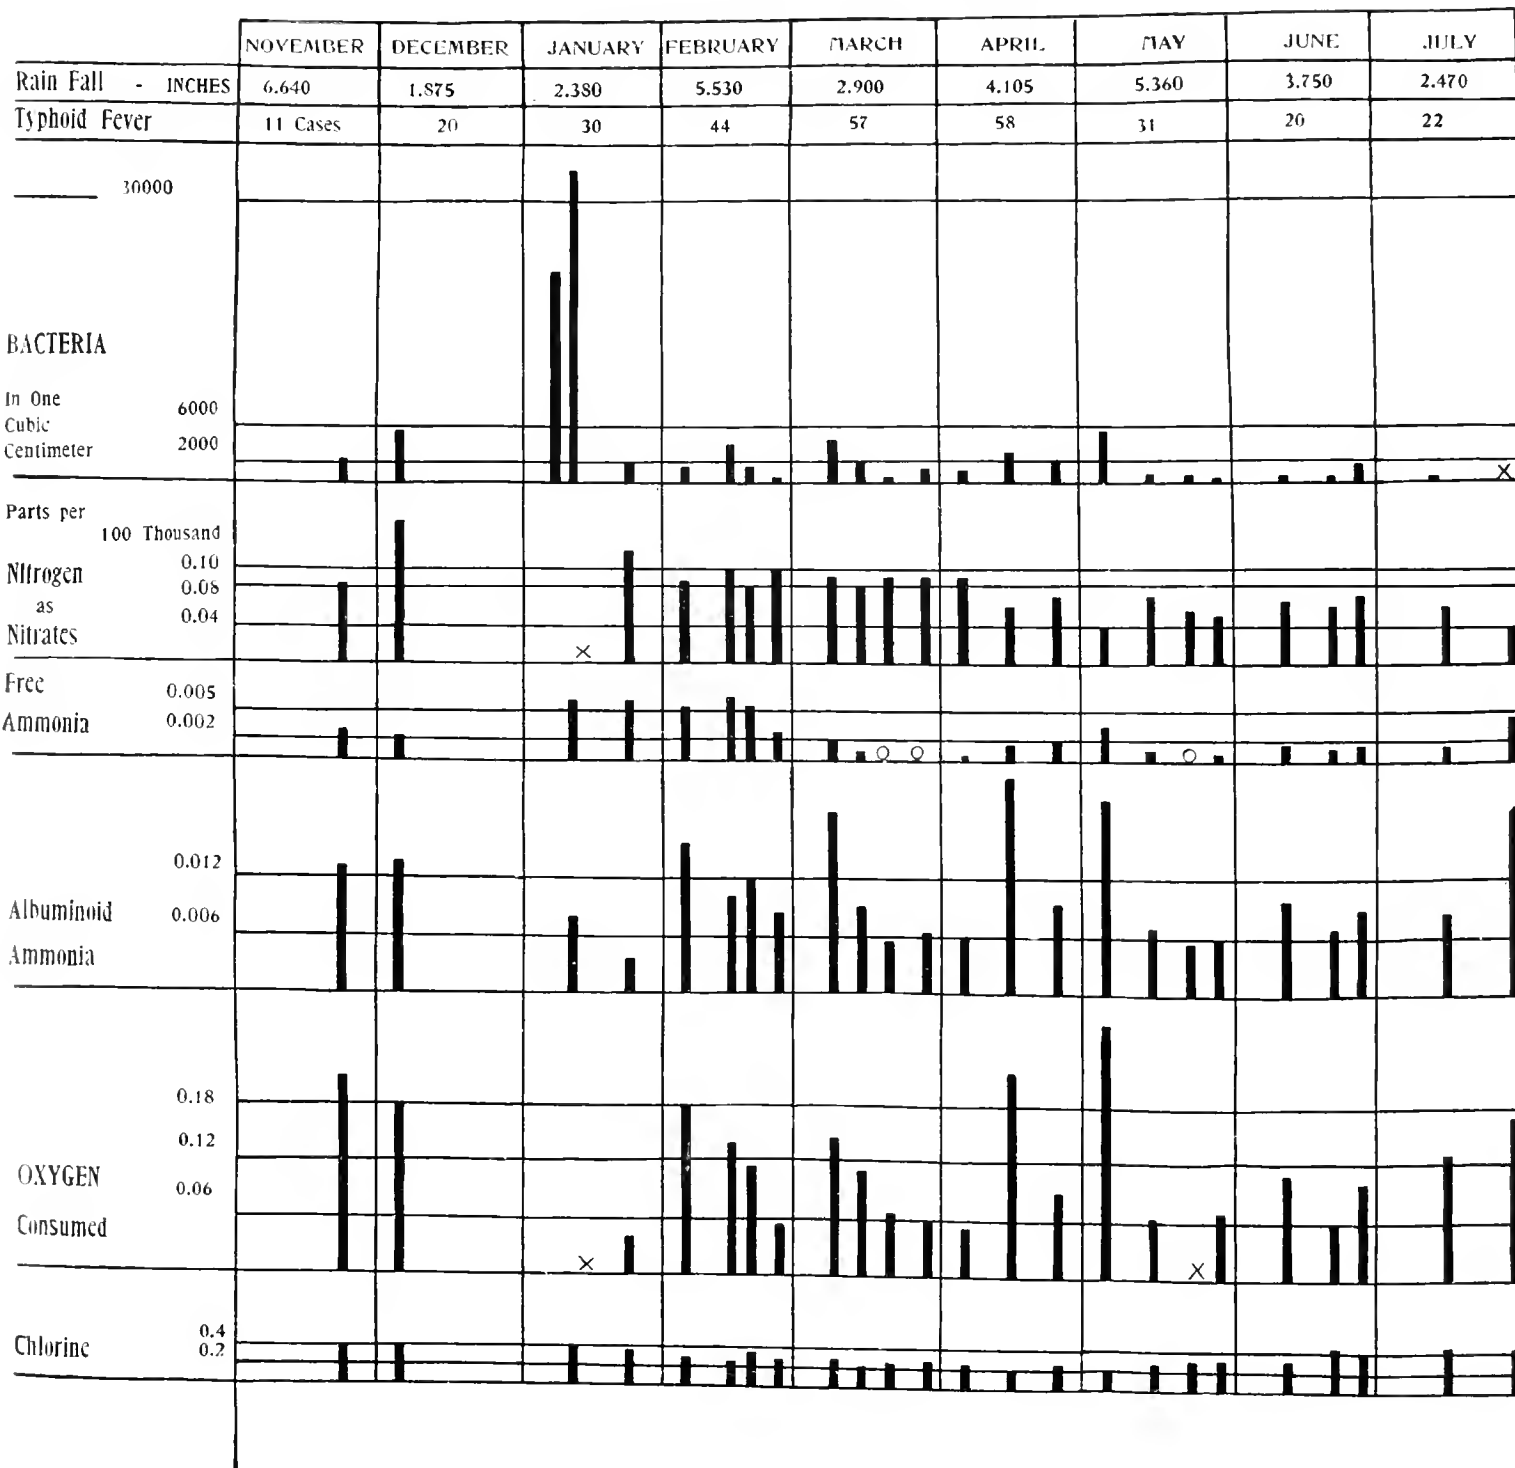 NOVEMBER DECEMBER JANUARY FEBRUARY MARCH APRIL MAY JUNE JULY
Rain Fall - INCHES 6.640 1.875 2.380 5.530 2.900 4.105 5.360 3.750 2.470
Typhoid Fever 11 Cases 20 30 44 57 58 31 20 22
30000
BACTERIA
In One
6000
Cubic
Centimeter 2000
Parts per
100 Thousand
0.10
Nitrogen
0.08
as
0.04
Nitrates
Free 0.005
Ammonia 0.002
0.012
Albuminoid 0.006
Ammonia
0.18
0.12
OXYGEN
0.06
Consumed
0.4
Chlorine 0.2